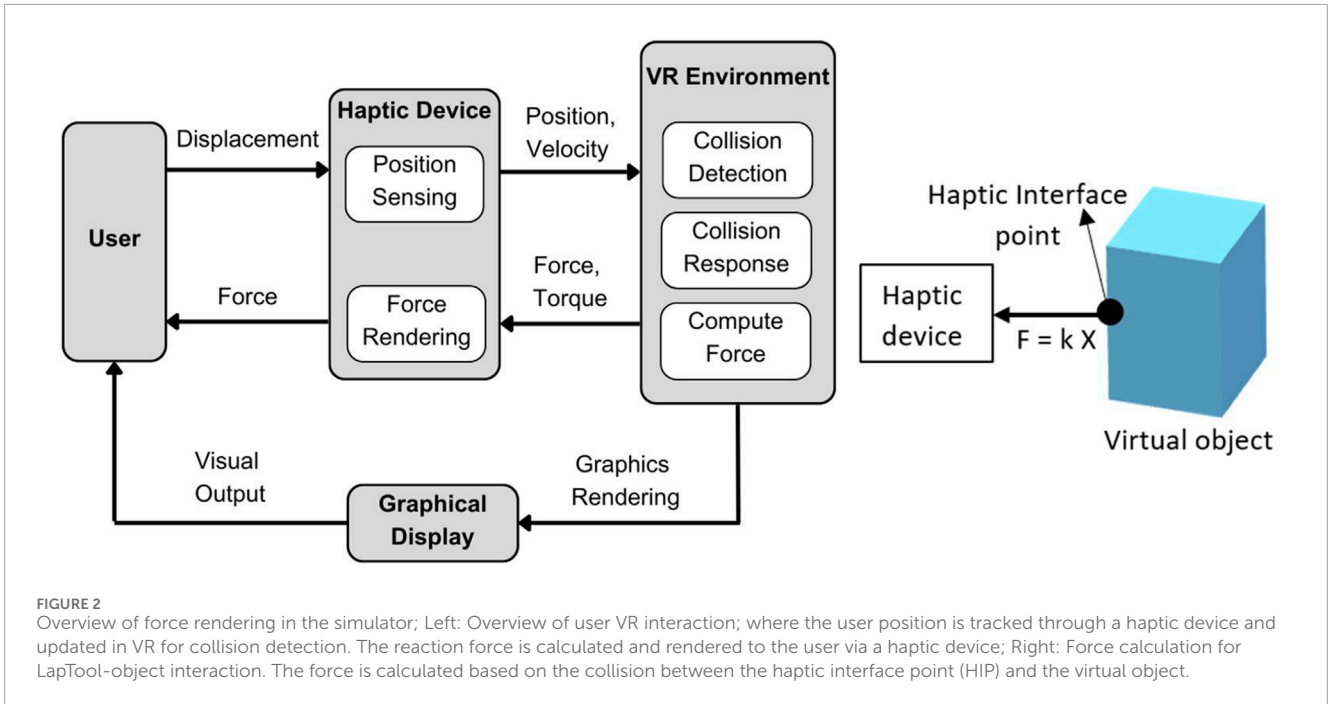 User
Displacement
Force
Haptic Device
Position
Sensing
Force
Rendering
Position,
Velocity
Force,
Torque
VR Environment
Collision
Detection
Collision
Response
Compute
Force
Visual
Output
Graphical
Display
Graphics
Rendering
Haptic Interface
point
Haptic
device
F = k X
Virtual object
FIGURE 2
Overview of force rendering in the simulator; Left: Overview of user VR interaction; where the user position is tracked through a haptic device and
updated in VR for collision detection. The reaction force is calculated and rendered to the user via a haptic device; Right: Force calculation for
LapTool-object interaction. The force is calculated based on the collision between the haptic interface point (HIP) and the virtual object.